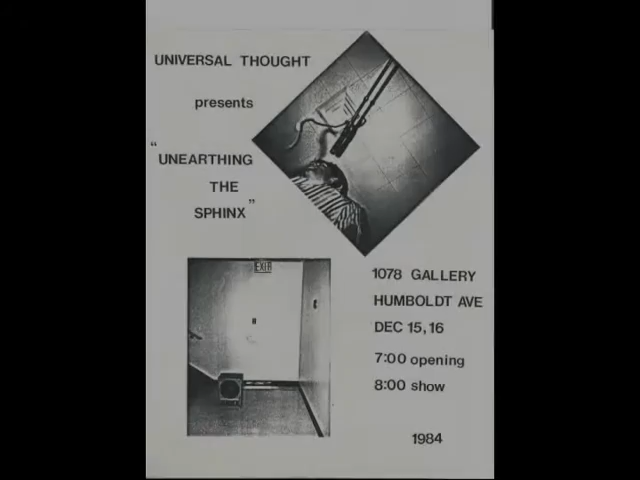 UNIVERSAL THOUGHT
presents
"UNEARTHING
THE
SPHINX"
EXIT
1078 GALLERY
HUMBOLDT AVE
DEC 15,16
7:00 opening
8:00 show
1984